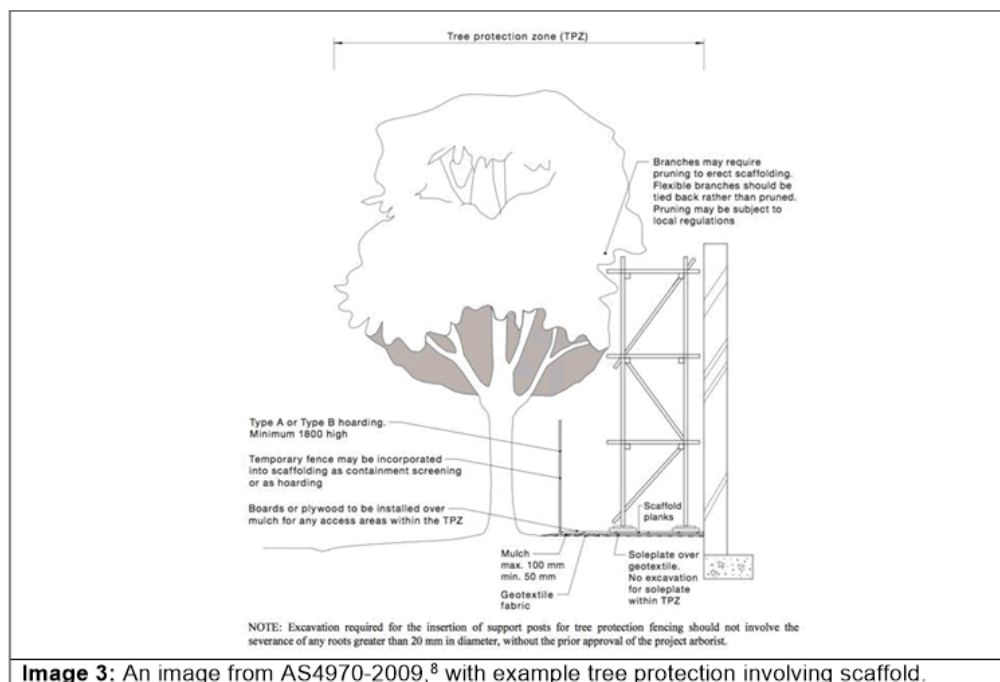 Tree protection zone (TPZ)
Branches may require
pruning to erect scaffolding.
Flexible branches should be
tied back rather than pruned.
Pruning may be subject to
local regulations
Type A or Type B hoarding.
Minimum 1800 high
Temporary fence may be incorporated
into scaffolding as containment screening
or as hoarding
Boards or plywood to be installed over
mulch for any access areas within the TPZ
Scaffold
planks
Mulch
max. 100 mm
min. 50 mm
Geotextile
fabric
Soleplate over
geotextile.
No excavation
for soleplate
within TPZ
NOTE: Excavation required for the insertion of support posts for tree protection fencing should not involve the
severance of any roots greater than 20 mm in diameter, without the prior approval of the project arborist.
Image 3: An image from AS4970-2009,⁸ with example tree protection involving scaffold.